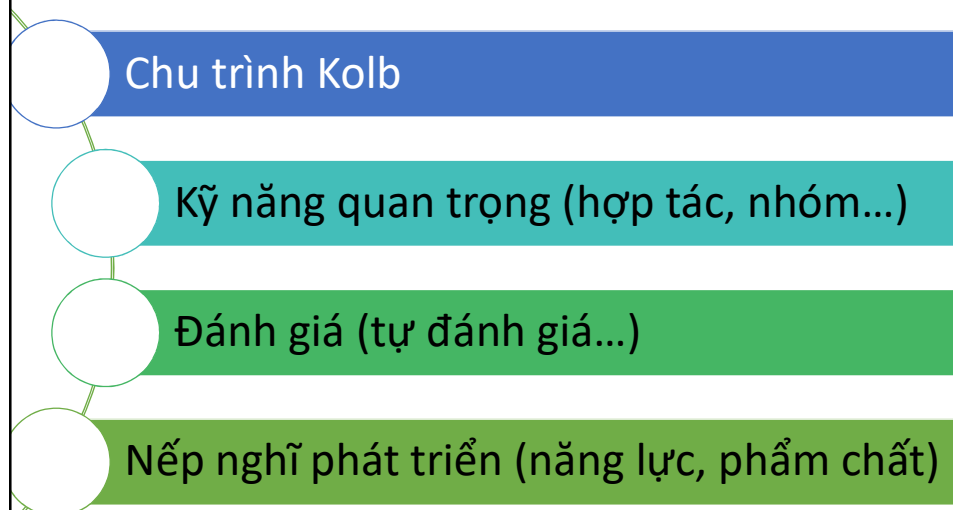 Chu trình Kolb
Kỹ năng quan trọng (hợp tác, nhóm…)
Đánh giá (tự đánh giá…)
Nếp nghĩ phát triển (năng lực, phẩm chất)